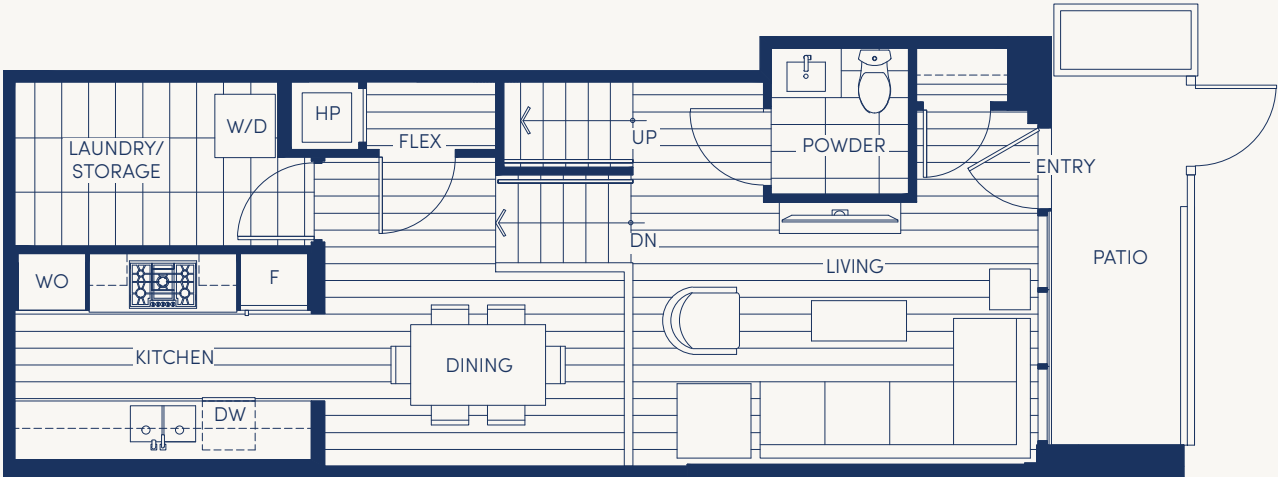 HP
W/D
FLEX
UP
LAUNDRY/
STORAGE
POWDER
ENTRY
DN
LIVING
PATIO
WO
F
KITCHEN
DINING
DW